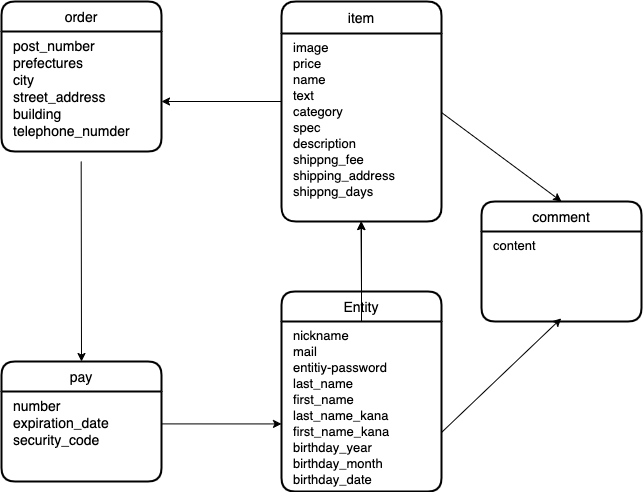 order
post_number
prefectures
city
street_address
building
telephone_numder
item
image
price
name
text
category
spec
description
shippng_fee
shipping_address
shippng_days
comment
content
pay
number
expiration_date
security_code
Entity
nickname
mail
entitiy-password
last_name
first_name
last_name_kana
first_name_kana
birthday_year
birthday_month
birthday_date